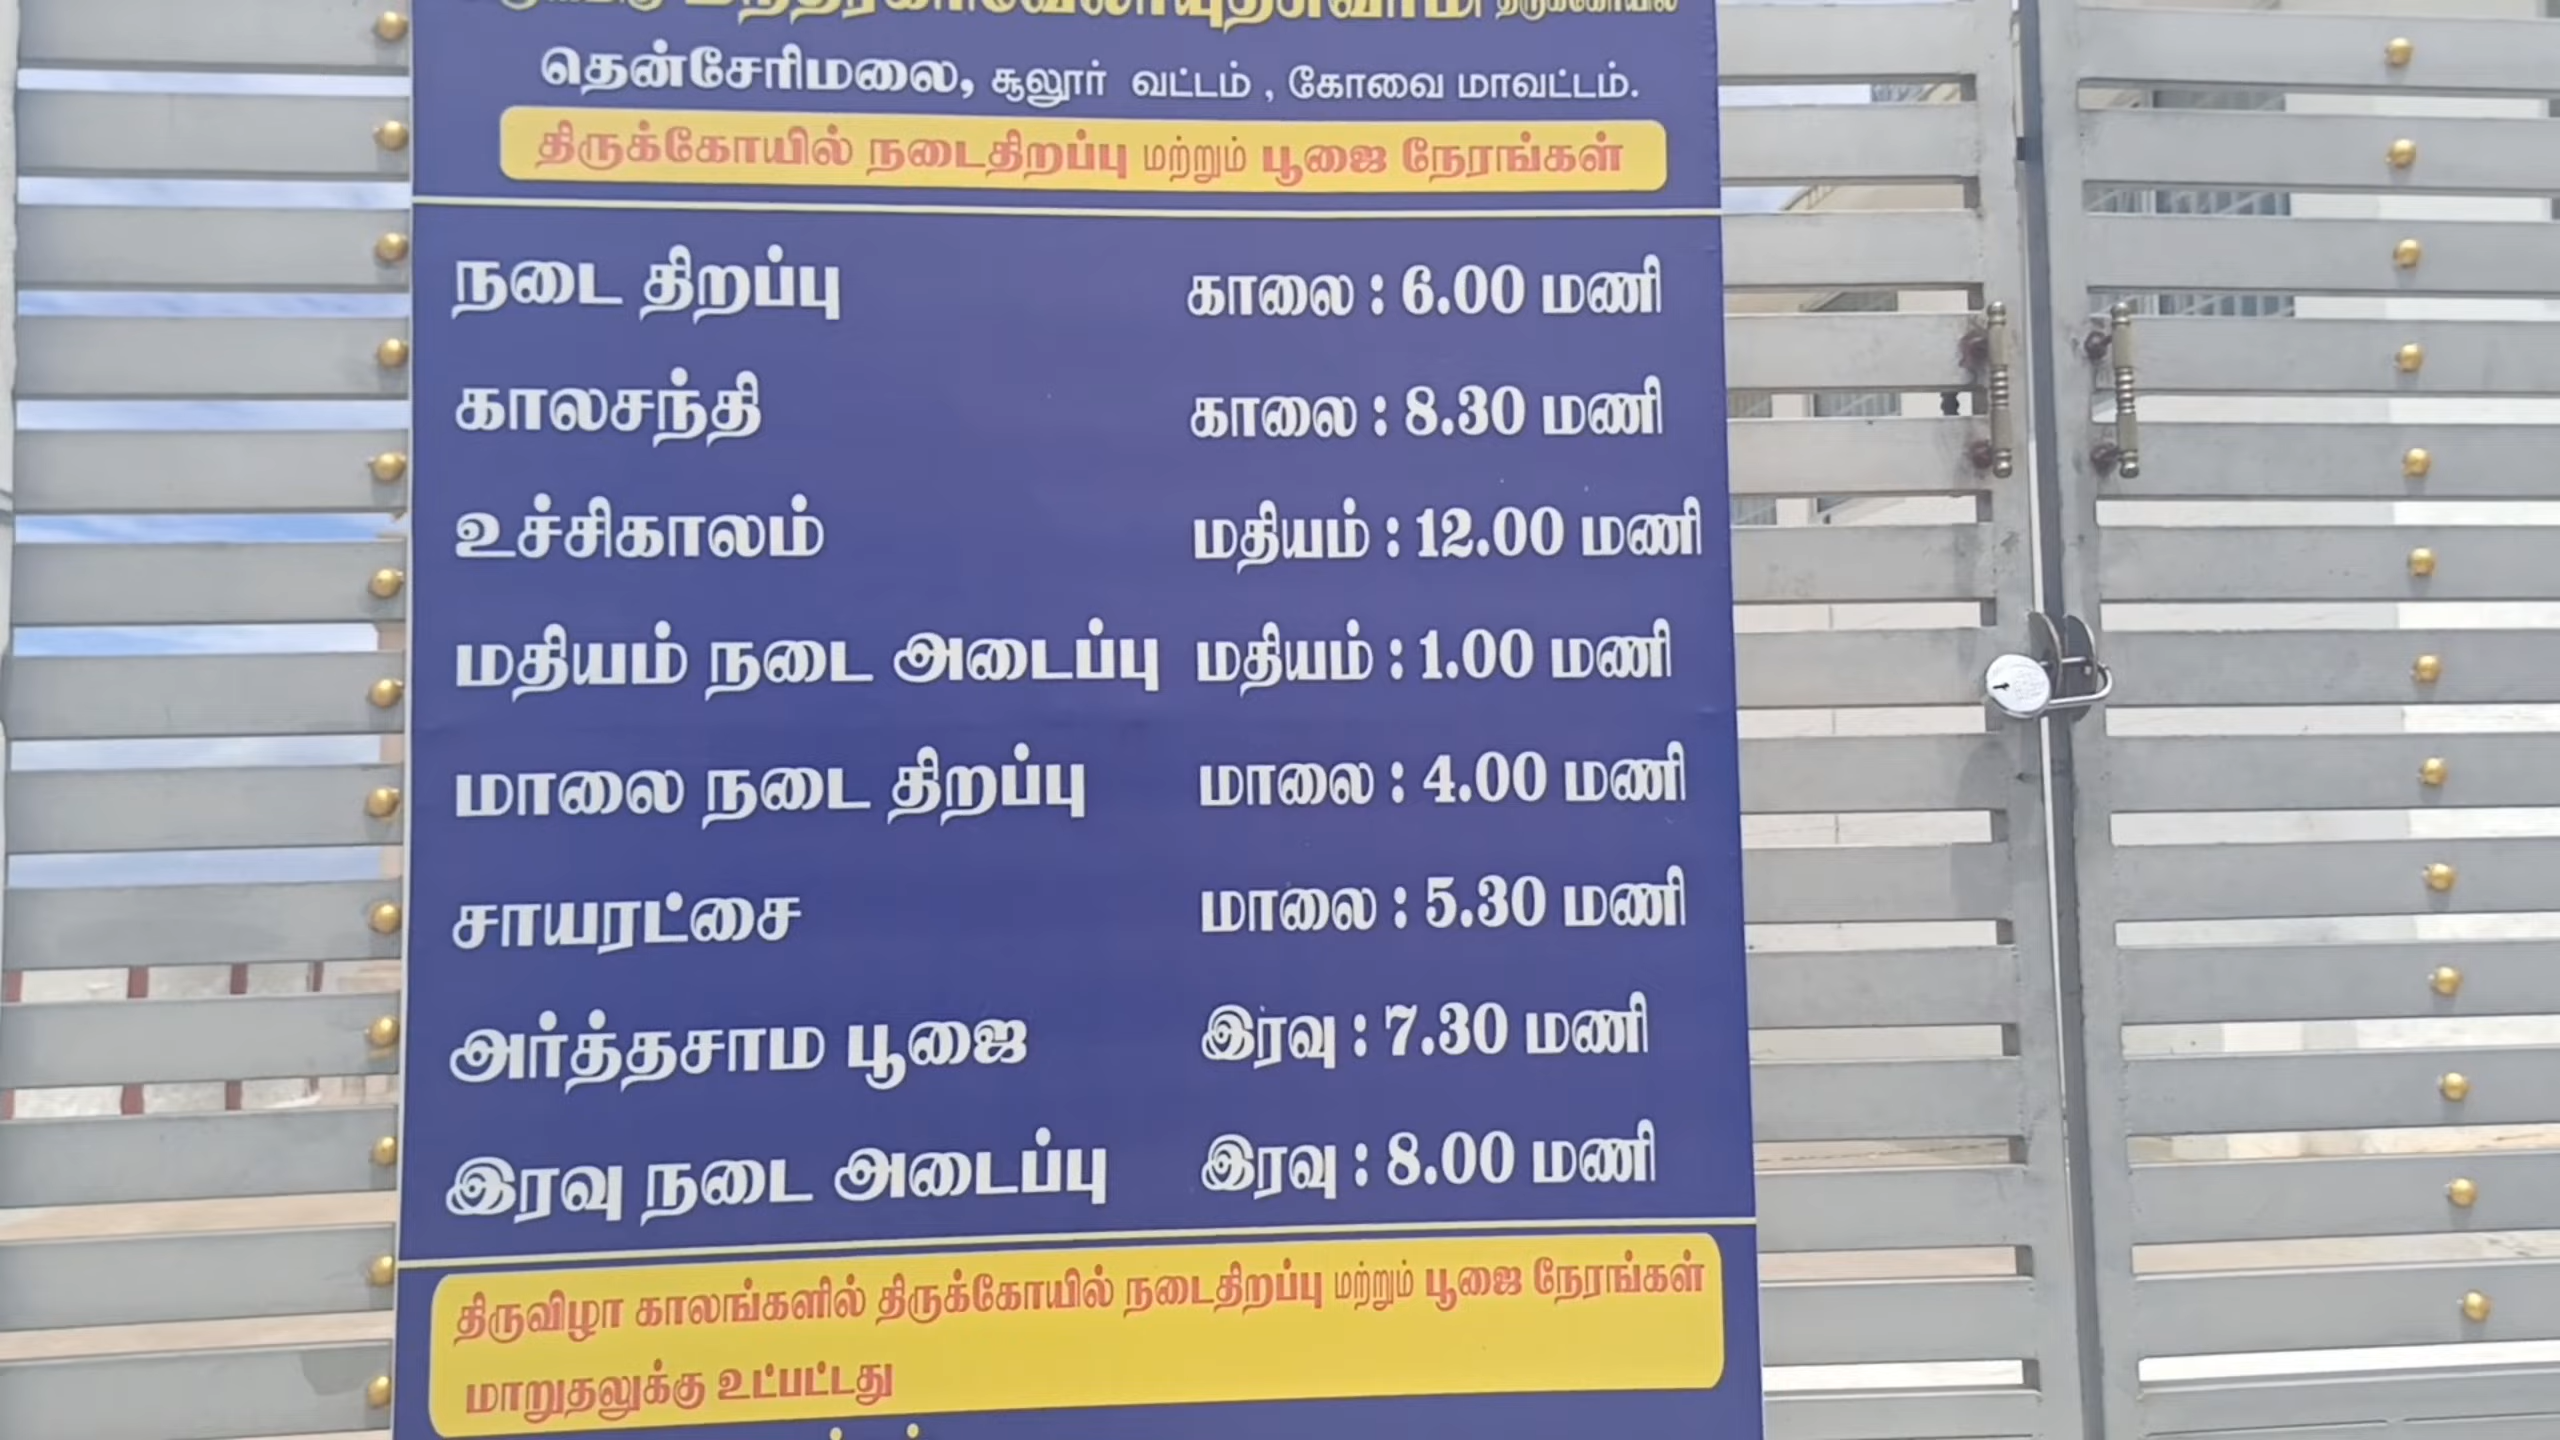 மந்திரகிரிவேலாயுதசுவாமி திருக்கோயில்
தென்சேரிமலை, சூலூர் வட்டம் , கோவை மாவட்டம்.
திருக்கோயில் நடைதிறப்பு மற்றும் பூஜை நேரங்கள்
நடை திறப்பு காலை : 6.00 மணி
காலசந்தி காலை : 8.30 மணி
உச்சிகாலம் மதியம் : 12.00 மணி
மதியம் நடை அடைப்பு மதியம் : 1.00 மணி
மாலை நடை திறப்பு மாலை : 4.00 மணி
சாயரட்சை மாலை : 5.30 மணி
அர்த்தசாம பூஜை இரவு : 7.30 மணி
இரவு நடை அடைப்பு இரவு : 8.00 மணி
திருவிழா காலங்களில் திருக்கோயில் நடைதிறப்பு மற்றும் பூஜை நேரங்கள்
மாறுதலுக்கு உட்பட்டது